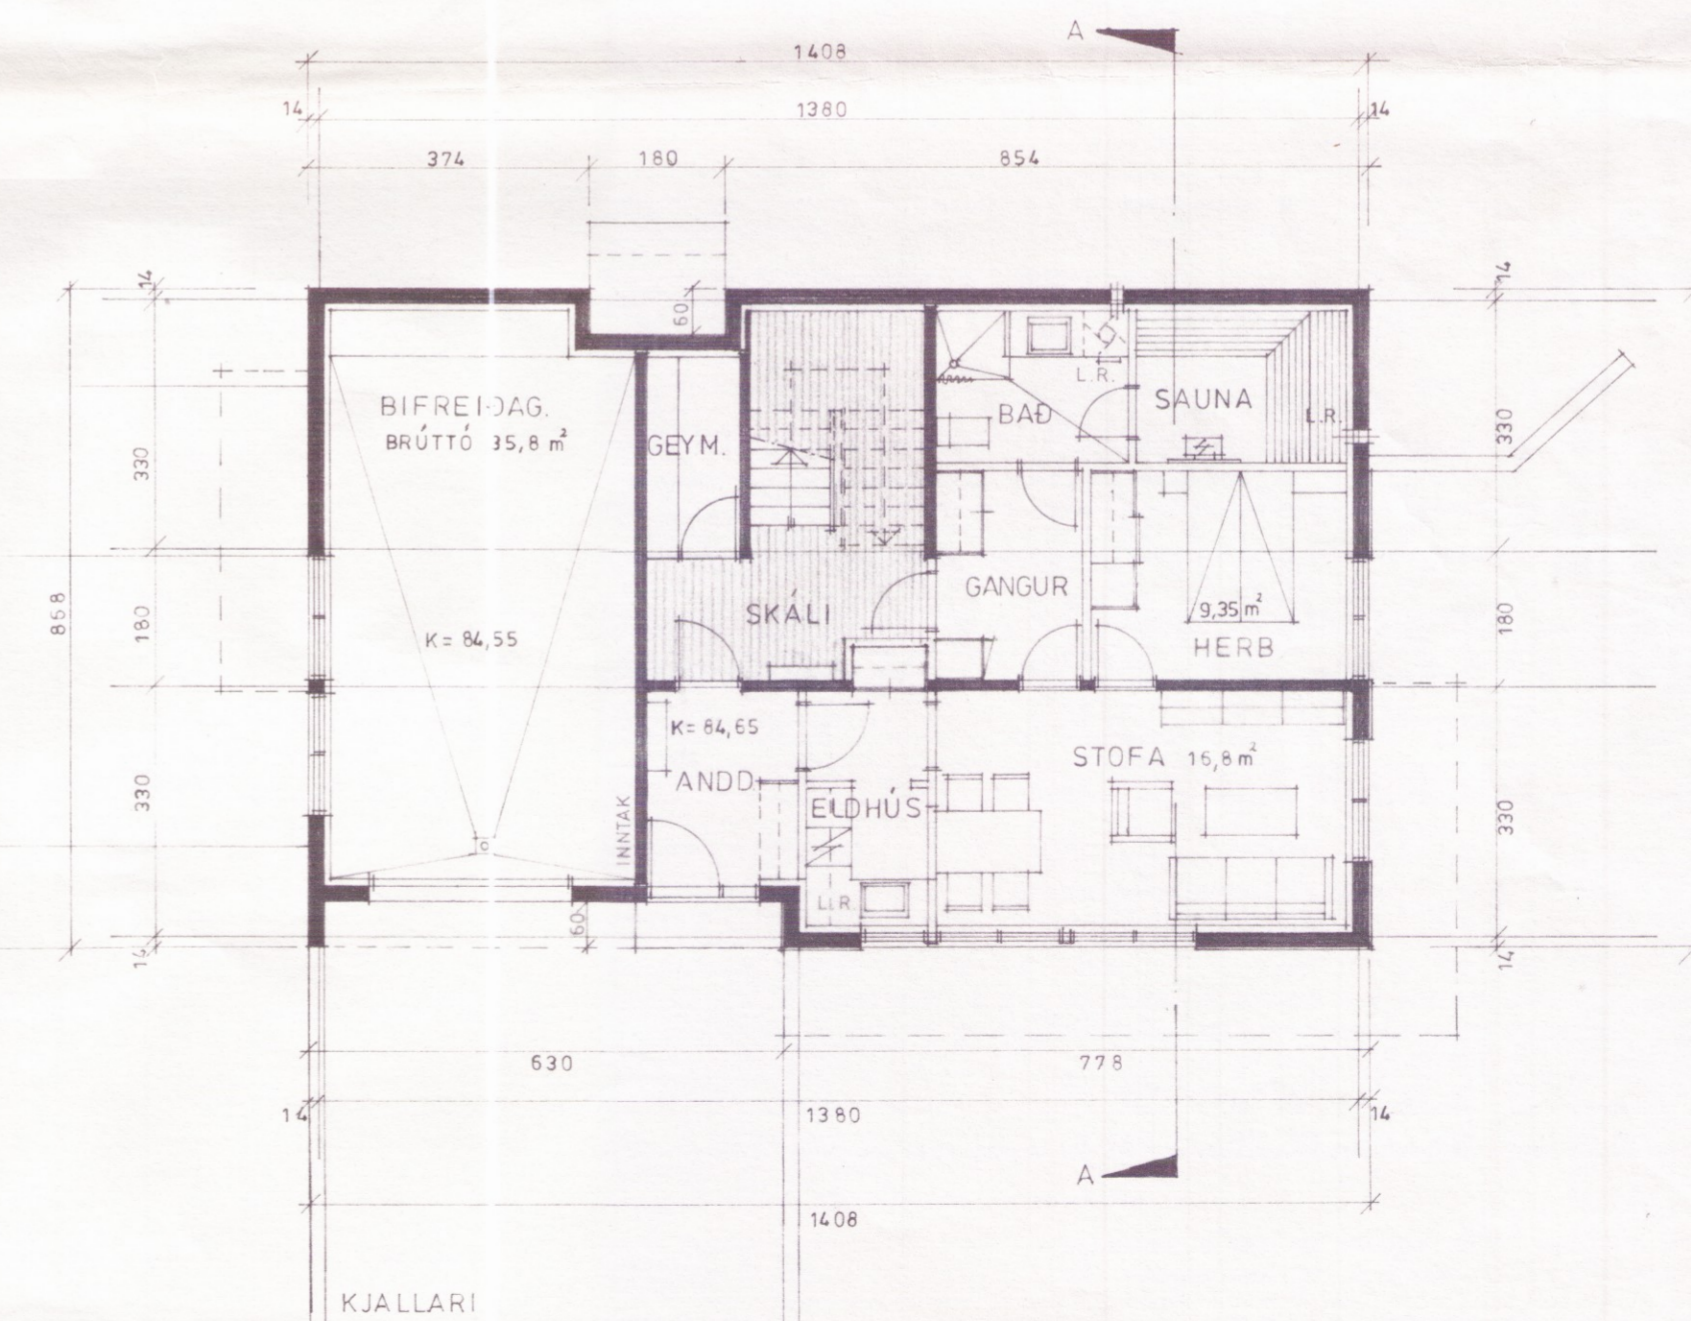 A
1408
14 1380 14
374 180 854
14
14
60
BIFREIÐAG.
BRÚTTÓ 35,8 m²
GEYM.
L.R.
BAÐ
SAUNA
L.R.
330
330
858
180
K= 84,55
SKÁLI
GANGUR
9,35 m²
HERB
180
K= 84,65
ANDD.
STOFA 16,8 m²
330
INNTAK
ELDHÚS
330
L.R.
60
14
14
630 778
14 1380 14
A
1408
KJALLARI